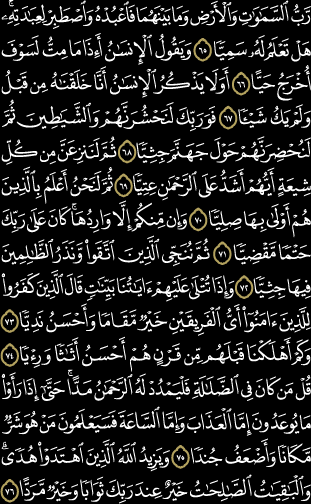 رَّبُّ ٱلسَّمَٰوَٰتِ وَٱلْأَرْضِ وَمَا بَيْنَهُمَا فَٱعْبُدْهُ وَٱصْطَبِرْ لِعِبَٰدَتِهِۦۚ
هَلْ تَعْلَمُ لَهُۥ سَمِيًّا ٦٥ وَيَقُولُ ٱلْإِنسَٰنُ أَءِذَا مَا مِتُّ لَسَوْفَ
أُخْرَجُ حَيًّا ٦٦ أَوَلَا يَذْكُرُ ٱلْإِنسَٰنُ أَنَّا خَلَقْنَٰهُ مِن قَبْلُ
وَلَمْ يَكُ شَيْـًٔا ٦٧ فَوَرَبِّكَ لَنَحْشُرَنَّهُمْ وَٱلشَّيَٰطِينَ ثُمَّ
لَنُحْضِرَنَّهُمْ حَوْلَ جَهَنَّمَ جِثِيًّا ٦٨ ثُمَّ لَنَنزِعَنَّ مِن كُلِّ
شِيعَةٍ أَيُّهُمْ أَشَدُّ عَلَى ٱلرَّحْمَٰنِ عِتِيًّا ٦٩ ثُمَّ لَنَحْنُ أَعْلَمُ بِٱلَّذِينَ
هُمْ أَوْلَىٰ بِهَا صِلِيًّا ٧٠ وَإِن مِّنكُمْ إِلَّا وَارِدُهَاۚ كَانَ عَلَىٰ رَبِّكَ
حَتْمًا مَّقْضِيًّا ٧١ ثُمَّ نُنَجِّى ٱلَّذِينَ ٱتَّقَوا۟ وَّنَذَرُ ٱلظَّٰلِمِينَ
فِيهَا جِثِيًّا ٧٢ وَإِذَا تُتْلَىٰ عَلَيْهِمْ ءَايَٰتُنَا بَيِّنَٰتٍ قَالَ ٱلَّذِينَ كَفَرُوا۟
لِلَّذِينَ ءَامَنُوٓا۟ أَىُّ ٱلْفَرِيقَيْنِ خَيْرٌ مَّقَامًا وَأَحْسَنُ نَدِيًّا ٧٣
وَكَمْ أَهْلَكْنَا قَبْلَهُم مِّن قَرْنٍ هُمْ أَحْسَنُ أَثَٰثًا وَرِءْيًا ٧٤
قُلْ مَن كَانَ فِى ٱلضَّلَٰلَةِ فَلْيَمْدُدْ لَهُ ٱلرَّحْمَٰنُ مَدًّاۚ حَتَّىٰٓ إِذَا رَأَوْا۟
مَا يُوعَدُونَ إِمَّا ٱلْعَذَابَ وَإِمَّا ٱلسَّاعَةَ فَسَيَعْلَمُونَ مَنْ هُوَ شَرٌّ
مَّكَانًا وَأَضْعَفُ جُندًا ٧٥ وَيَزِيدُ ٱللَّهُ ٱلَّذِينَ ٱهْتَدَوْا۟ هُدًىۗ
وَٱلْبَٰقِيَٰتُ ٱلصَّٰلِحَٰتُ خَيْرٌ عِندَ رَبِّكَ ثَوَابًا وَخَيْرٌ مَّرَدًّا ٧٦